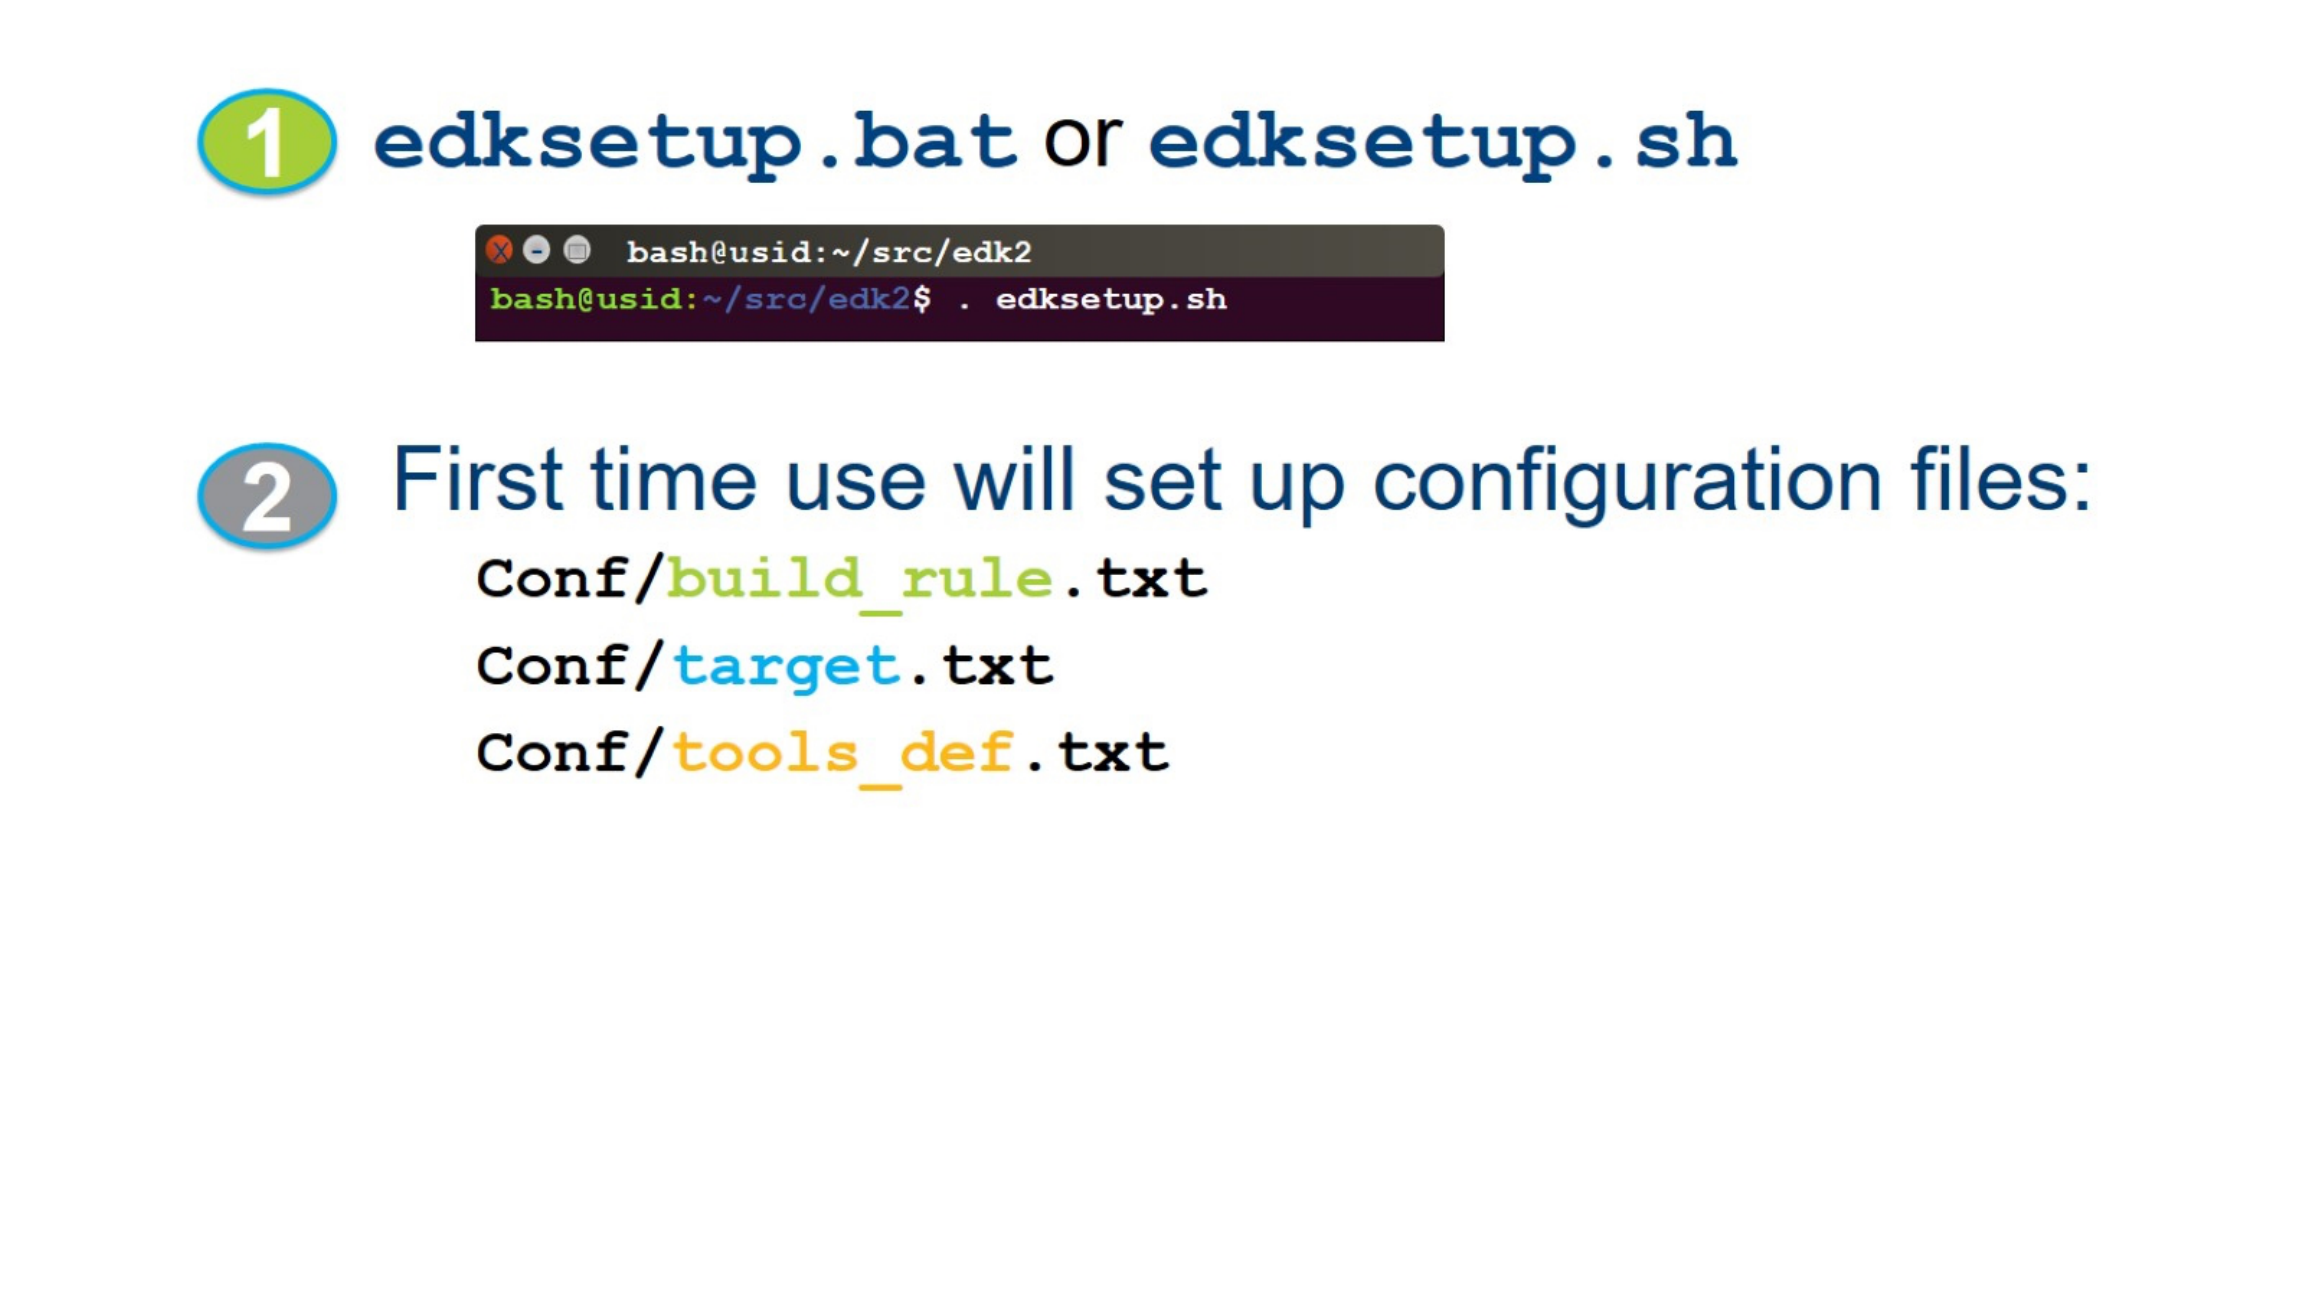 1 edksetup.bat or edksetup.sh
X - bash@usid:~/src/edk2
bash@usid:~/src/edk2$ . edksetup.sh
2 First time use will set up configuration files:
Conf/build_rule.txt
Conf/target.txt
Conf/tools_def.txt